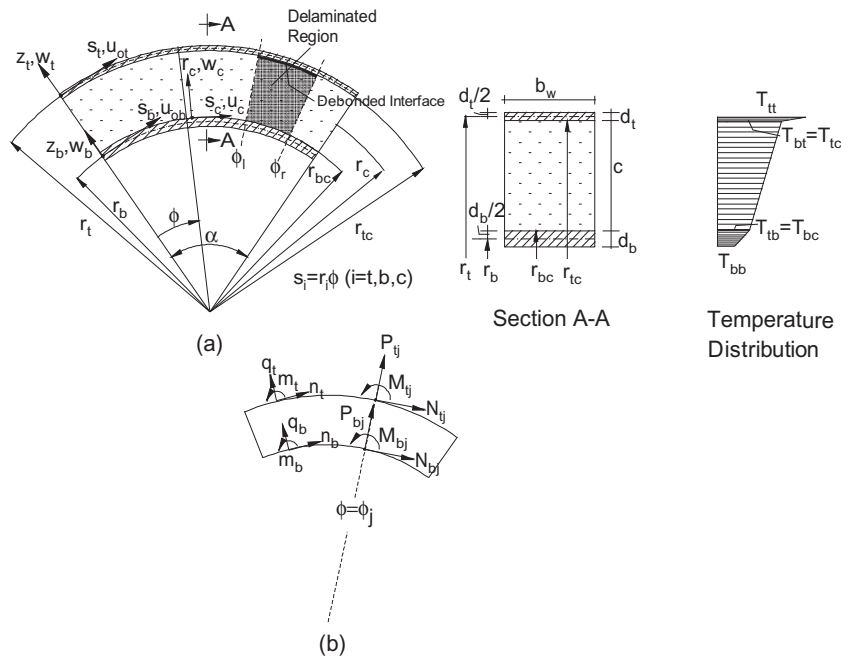 A
Delaminated
Region
z_t,w_t
s_t,u_ot
r_c,w_c
Debonded Interface
s_b,u_ob
s_c,u_c
z_b,w_b
A
ϕ_l
ϕ_r
r_bc
r_c
r_tc
r_t
r_b
ϕ
α
s_i=r_iϕ (i=t,b,c)
(a)
b_w
d_t/2
d_t
c
d_b/2
d_b
r_t
r_b
r_bc
r_tc
Section A-A
T_tt
T_bt=T_tc
T_tb=T_bc
T_bb
Temperature
Distribution
P_tj
q_t
m_t
n_t
M_tj
N_tj
P_bj
q_b
m_b
n_b
M_bj
N_bj
ϕ=ϕ_j
(b)